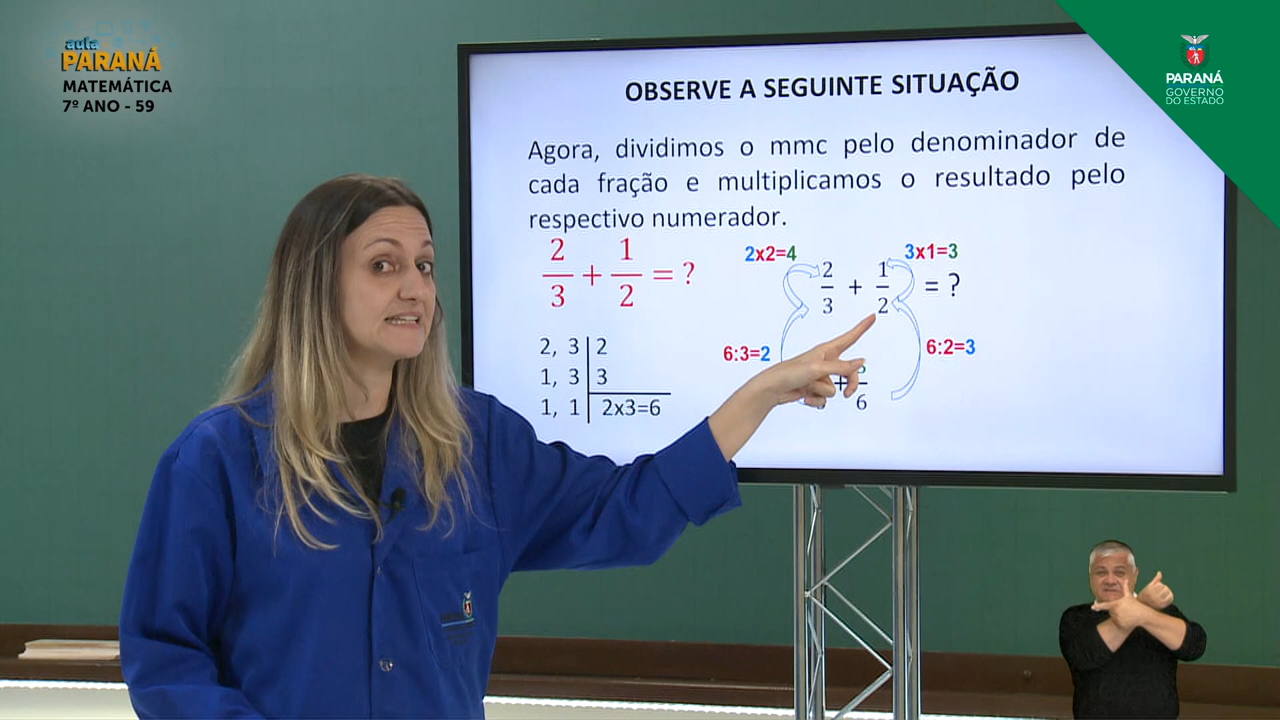 aula
PARANÁ
MATEMÁTICA
7º ANO - 59
PARANÁ
GOVERNO
DO ESTADO
OBSERVE A SEGUINTE SITUAÇÃO
Agora, dividimos o mmc pelo denominador de
cada fração e multiplicamos o resultado pelo
respectivo numerador.
2/3 + 1/2 = ?
2, 3 | 2
1, 3 | 3
1, 1 | 2x3=6
2x2=4
3x1=3
2/3 + 1/2 = ?
6:3=2
6:2=3
+
6